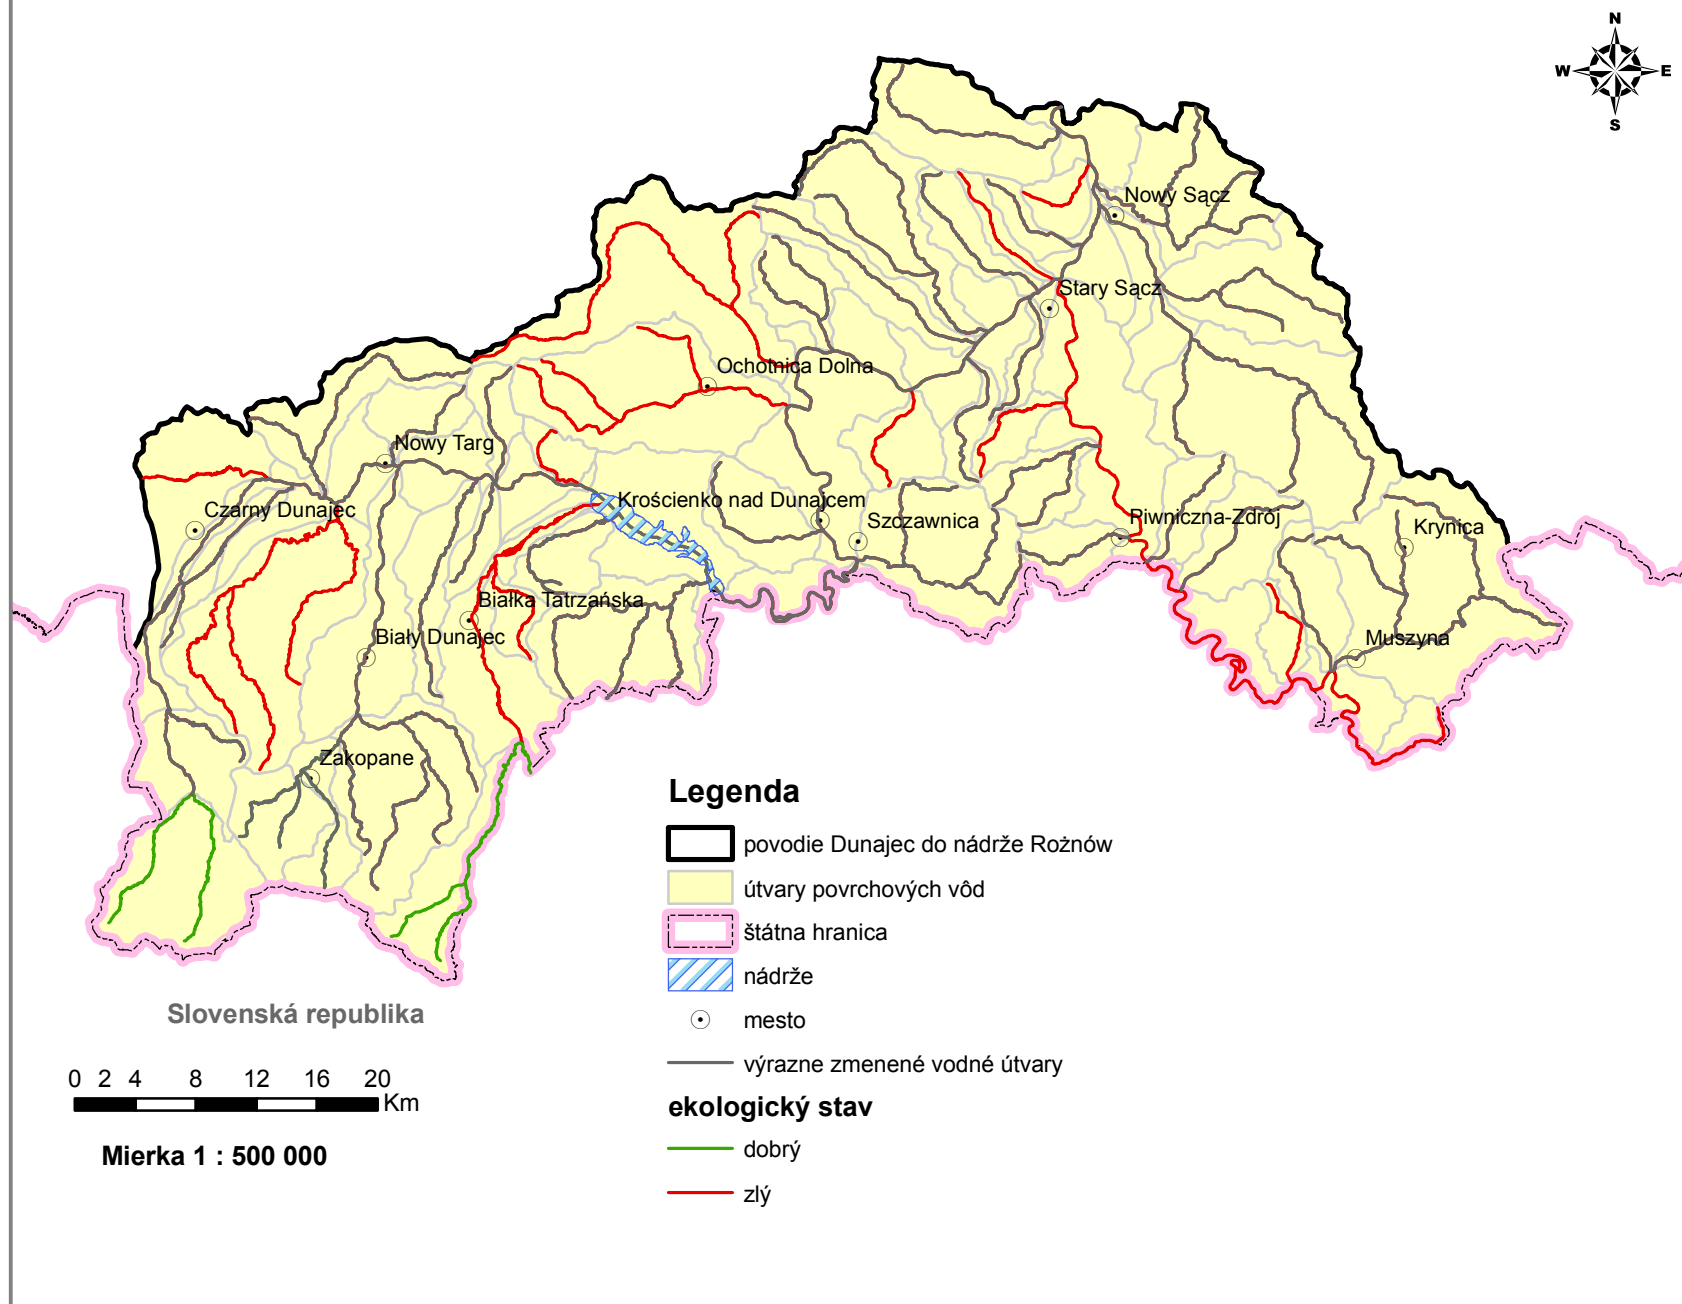 N
W E
S
Nowy Sącz
Stary Sącz
Ochotnica Dolna
Nowy Targ
Krościenko nad Dunajcem
Czarny Dunajec
Szczawnica
Piwniczna-Zdrój
Krynica
Białka Tatrzańska
Biały Dunajec
Muszyna
Zakopane
Legenda
povodie Dunajec do nádrže Rożnów
útvary povrchových vôd
štátna hranica
nádrže
mesto
výrazne zmenené vodné útvary
ekologický stav
dobrý
zlý
Slovenská republika
0 2 4 8 12 16 20
Km
Mierka 1 : 500 000